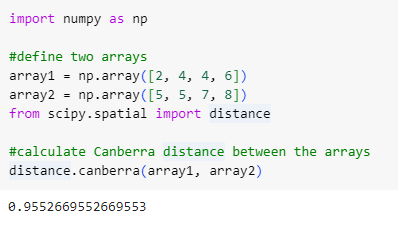 import numpy as np
#define two arrays
array1 = np.array([2, 4, 4, 6])
array2 = np.array([5, 5, 7, 8])
from scipy.spatial import distance
#calculate Canberra distance between the arrays
distance.canberra(array1, array2)
0.9552669552669553